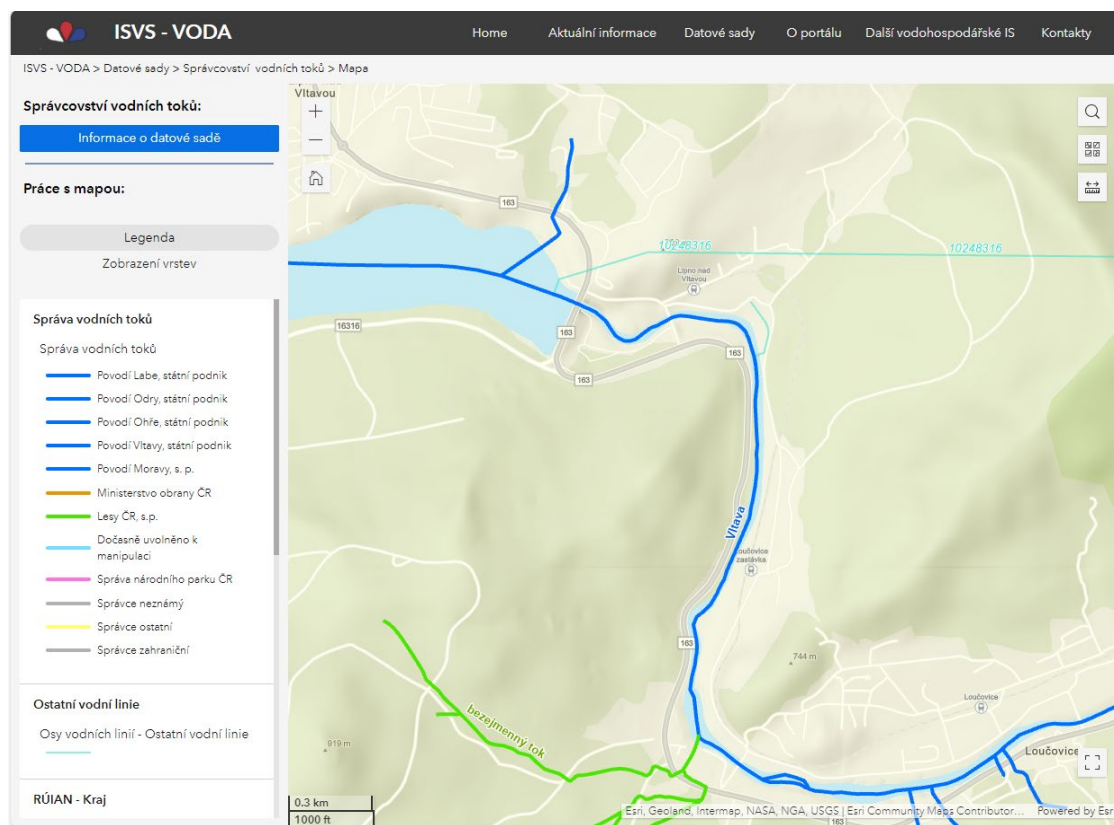 ISVS - VODA
Home
Aktuální informace
Datové sady
O portálu
Další vodohospodářské IS
Kontakty
ISVS - VODA > Datové sady > Správcovství vodních toků > Mapa
Správcovství vodních toků:
Informace o datové sadě
Práce s mapou:
Legenda
Zobrazení vrstev
Správa vodních toků
Správa vodních toků
Povodí Labe, státní podnik
Povodí Odry, státní podnik
Povodí Ohře, státní podnik
Povodí Vltavy, státní podnik
Povodí Moravy, s. p.
Ministerstvo obrany ČR
Lesy ČR, s.p.
Dočasně uvolněno k
manipulaci
Správa národního parku ČR
Správce neznámý
Správce ostatní
Správce zahraniční
Ostatní vodní linie
Osy vodních linií - Ostatní vodní linie
RÚIAN - Kraj
Vltavou
163
10248316
10248316
Lipno nad
Vltavou
16316
163
163
163
Vltava
Loučovice
zastávka
163
744 m
Loučovice
bezejmenný tok
919 m
Loučovice
0.3 km
1000 ft
163
Esri, Geoland, Intermap, NASA, NGA, USGS | Esri Community Maps Contributor...
Powered by Esri